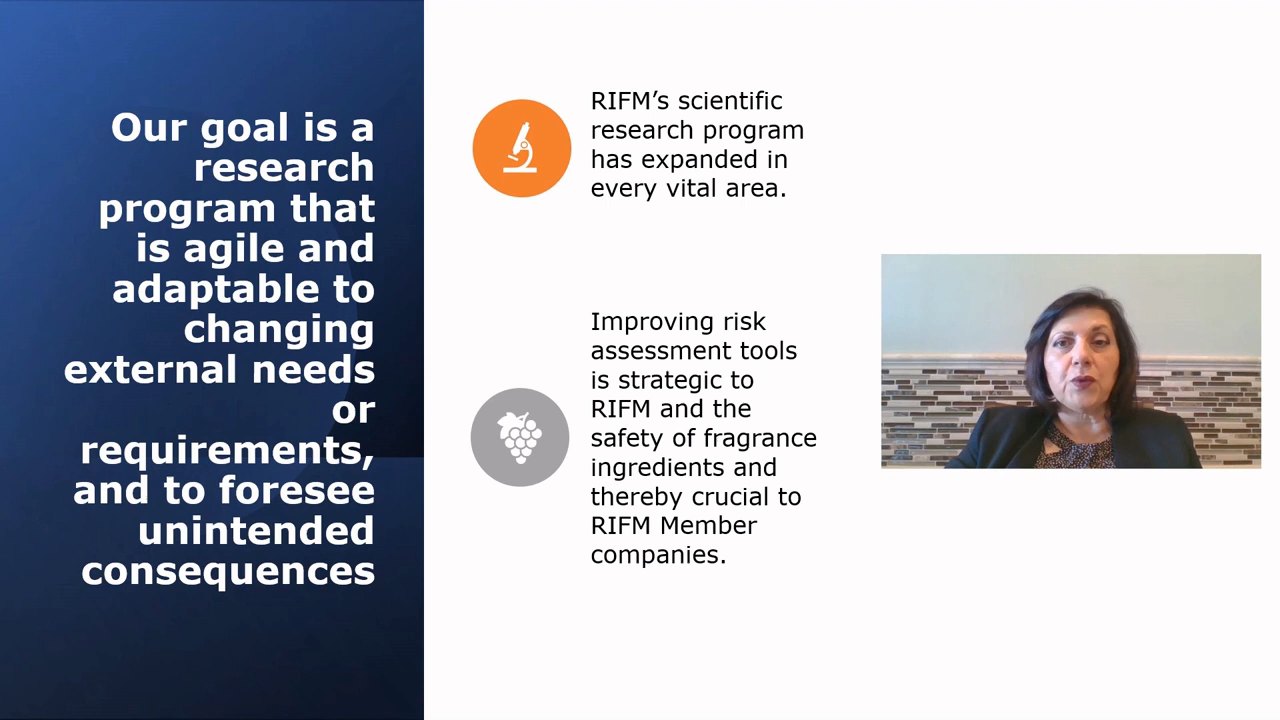 Our goal is a
research
program that
is agile and
adaptable to
changing
external needs
or
requirements,
and to foresee
unintended
consequences
RIFM’s scientific
research program
has expanded in
every vital area.
Improving risk
assessment tools
is strategic to
RIFM and the
safety of fragrance
ingredients and
thereby crucial to
RIFM Member
companies.